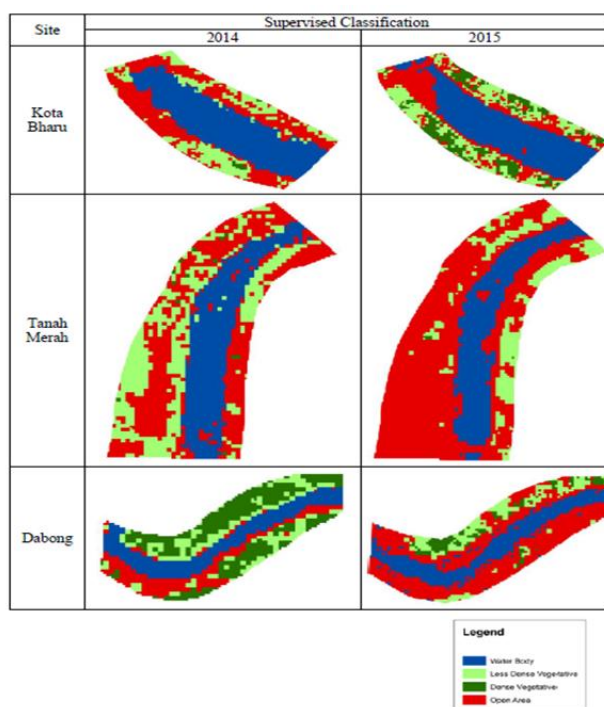 Site
Supervised Classification
2014
2015
Kota
Bharu
Tanah
Merah
Dabong
Legend
Water Body
Less Dense Vegetative
Dense Vegetative
Open Area